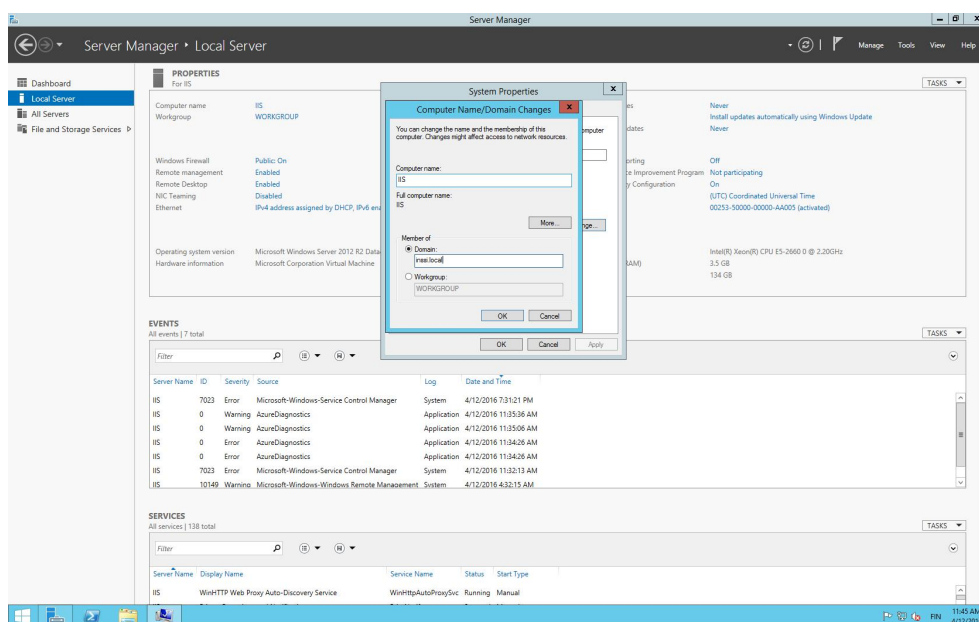 Server Manager
Server Manager ‣ Local Server
Manage Tools View Help
Dashboard
Local Server
All Servers
File and Storage Services
PROPERTIES
For IIS
TASKS
Computer name IIS
Workgroup WORKGROUP
Never
Install updates automatically using Windows Update
Never
Windows Firewall Public: On
Remote management Enabled
Remote Desktop Enabled
NIC Teaming Disabled
Ethernet IPv4 address assigned by DHCP, IPv6 ena
Off
e Improvement Program Not participating
y Configuration On
(UTC) Coordinated Universal Time
00253-50000-00000-AA005 (activated)
Operating system version Microsoft Windows Server 2012 R2 Data
Hardware information Microsoft Corporation Virtual Machine
Intel(R) Xeon(R) CPU E5-2660 0 @ 2.20GHz
3.5 GB
134 GB
System Properties
Computer Name/Domain Changes
You can change the name and the membership of this
computer. Changes might affect access to network resources.
Computer name:
IIS
Full computer name:
IIS
More...
Member of
Domain:
inssi.local
Workgroup:
WORKGROUP
OK Cancel
OK Cancel Apply
EVENTS
All events | 7 total
TASKS
Filter
Server Name ID Severity Source Log Date and Time
IIS 7023 Error Microsoft-Windows-Service Control Manager System 4/12/2016 7:31:21 PM
IIS 0 Warning AzureDiagnostics Application 4/12/2016 11:35:36 AM
IIS 0 Warning AzureDiagnostics Application 4/12/2016 11:35:06 AM
IIS 0 Error AzureDiagnostics Application 4/12/2016 11:34:26 AM
IIS 0 Error AzureDiagnostics Application 4/12/2016 11:34:26 AM
IIS 7023 Error Microsoft-Windows-Service Control Manager System 4/12/2016 11:32:13 AM
IIS 10149 Warning Microsoft-Windows-Windows Remote Management System 4/12/2016 4:32:15 AM
SERVICES
All services | 138 total
TASKS
Filter
Server Name Display Name Service Name Status Start Type
IIS WinHTTP Web Proxy Auto-Discovery Service WinHttpAutoProxySvc Running Manual
FIN
11:45 AM